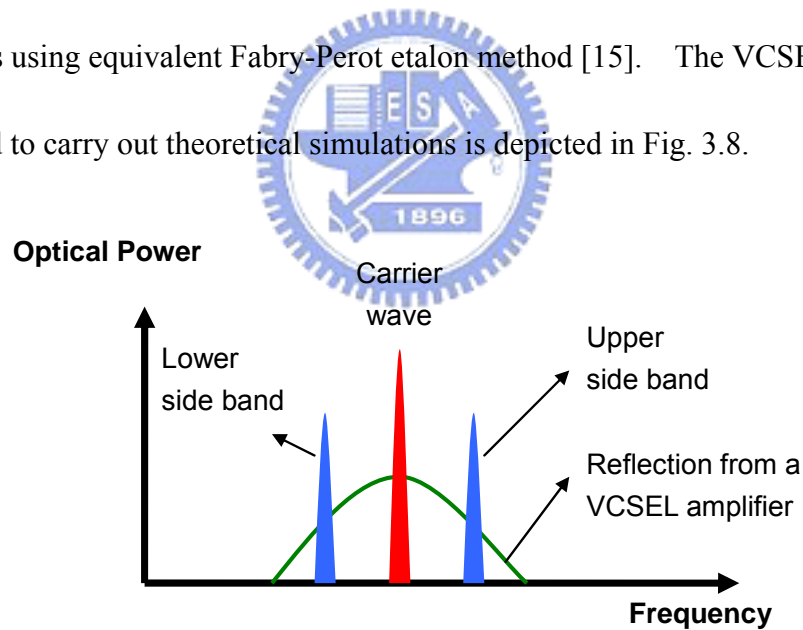 s using equivalent Fabry-Perot etalon method [15]. The VCSE
to carry out theoretical simulations is depicted in Fig. 3.8.
ES A
1896
Optical Power
Carrier
wave
Lower
side band
Upper
side band
Reflection from a
VCSEL amplifier
Frequency